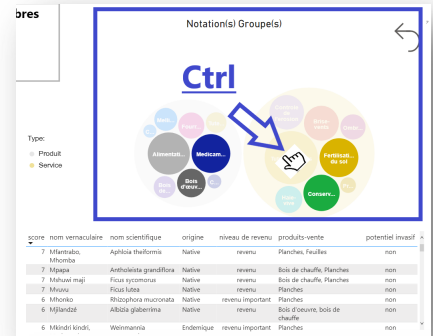 bres
Notation(s) Groupe(s)
Ctrl
Type:
Produit
Service
Alimentati...
Medicam...
Bois d'œuv...
Bois de...
Fertilisati... du sol
Conserv...
score nom vernaculaire nom scientifique origine niveau de revenu produits-vente potentiel invasif
7 Mfantrabo, Mhomba Aphloia theiformis Native revenu Planches, Feuilles non
7 Mpapa Antholeista grandiflora Native revenu Bois de chauffe, Planches non
7 Mshuwi maji Ficus sycomorus Native revenu Bois de chauffe, Planches non
7 Mvuvu Ficus lutea Native revenu Planches non
6 Mhonko Rhizophora mucronata Native revenu important Planches non
6 Mjilandzé Albizia glaberrima Native revenu Bois d'oeuvre, bois de chauffe non
6 Mkindri kindri, Weinmannia Endemique revenu important Planches non